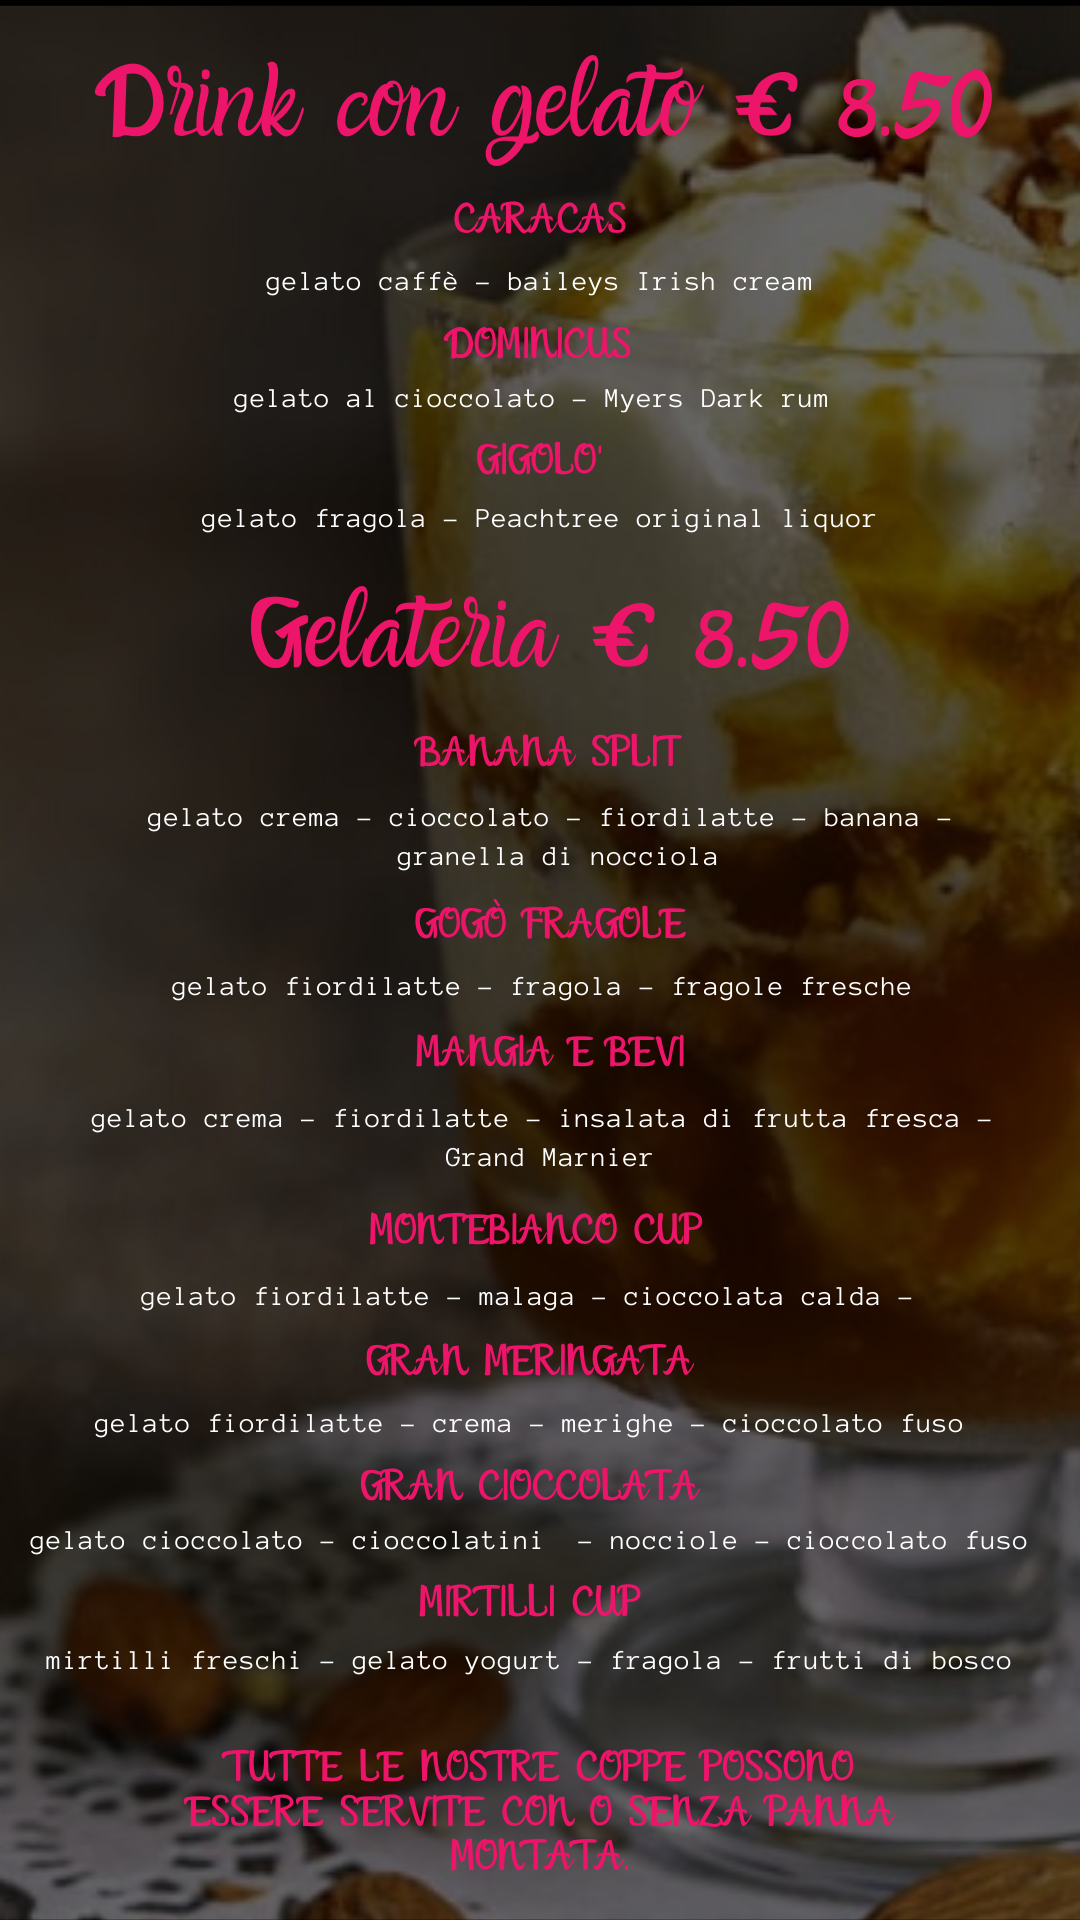 Drink con gelato € 8.50
CARACAS
gelato caffè - baileys Irish cream
DOMINICUS
gelato al cioccolato - Myers Dark rum
GIGOLO'
gelato fragola - Peachtree original liquor
Gelateria € 8.50
BANANA SPLIT
gelato crema - cioccolato - fiordilatte - banana -
granella di nocciola
GOGÒ FRAGOLE
gelato fiordilatte - fragola - fragole fresche
MANGIA E BEVI
gelato crema - fiordilatte - insalata di frutta fresca -
Grand Marnier
MONTEBIANCO CUP
gelato fiordilatte - malaga - cioccolata calda -
GRAN MERINGATA
gelato fiordilatte - crema - merighe - cioccolato fuso
GRAN CIOCCOLATA
gelato cioccolato - cioccolatini  - nocciole - cioccolato fuso
MIRTILLI CUP
mirtilli freschi - gelato yogurt - fragola - frutti di bosco
TUTTE LE NOSTRE COPPE POSSONO
ESSERE SERVITE CON O SENZA PANNA
MONTATA.